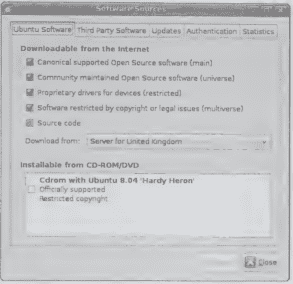 Software Sources
Ubuntu Software Third Party Software Updates Authentication Statistics
Downloadable from the Internet
Canonical supported Open Source software (main)
Community maintained Open Source software (universe)
Proprietary drivers for devices (restricted)
Software restricted by copyright or legal issues (multiverse)
Source code
Download from: Server for United Kingdom
Installable from CD-ROM/DVD
Cdrom with Ubuntu 8.04 'Hardy Heron'
Officially supported
Restricted copyright
Close